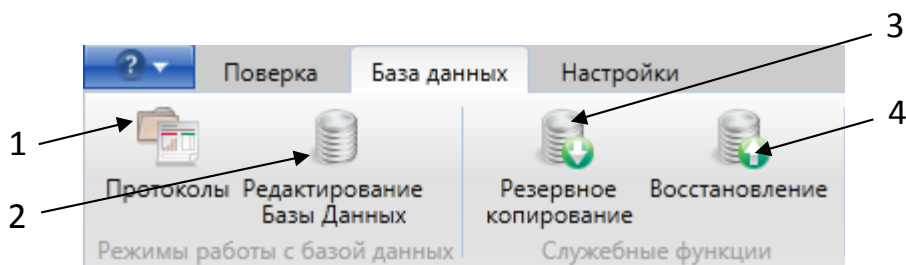 3
? Поверка База данных Настройки
1
4
Протоколы Редактирование Базы Данных Резервное копирование Восстановление
2
Режимы работы с базой данных Служебные функции